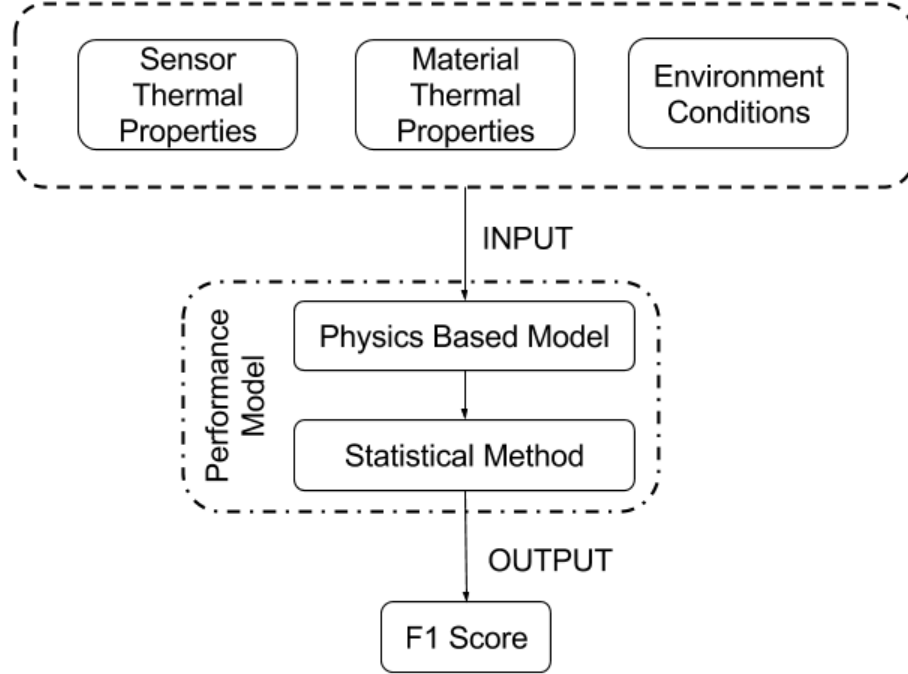 Sensor
Thermal
Properties
Material
Thermal
Properties
Environment
Conditions
INPUT
Performance
Model
Physics Based Model
Statistical Method
OUTPUT
F1 Score